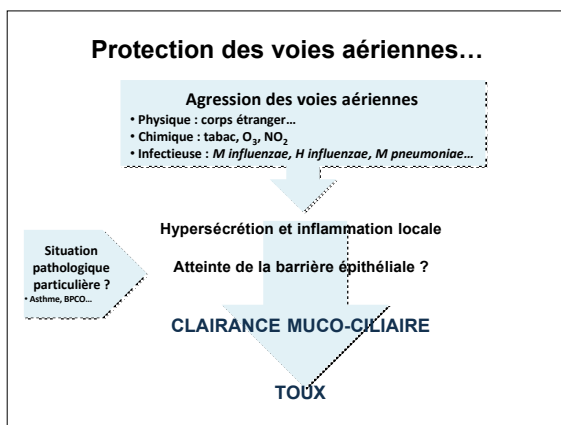 Protection des voies aériennes…
Agression des voies aériennes
• Physique : corps étranger…
• Chimique : tabac, O₃, NO₂
• Infectieuse : M influenzae, H influenzae, M pneumoniae…
Hypersécrétion et inflammation locale
Situation
pathologique
particulière ?
• Asthme, BPCO…
Atteinte de la barrière épithéliale ?
CLAIRANCE MUCO-CILIAIRE
TOUX